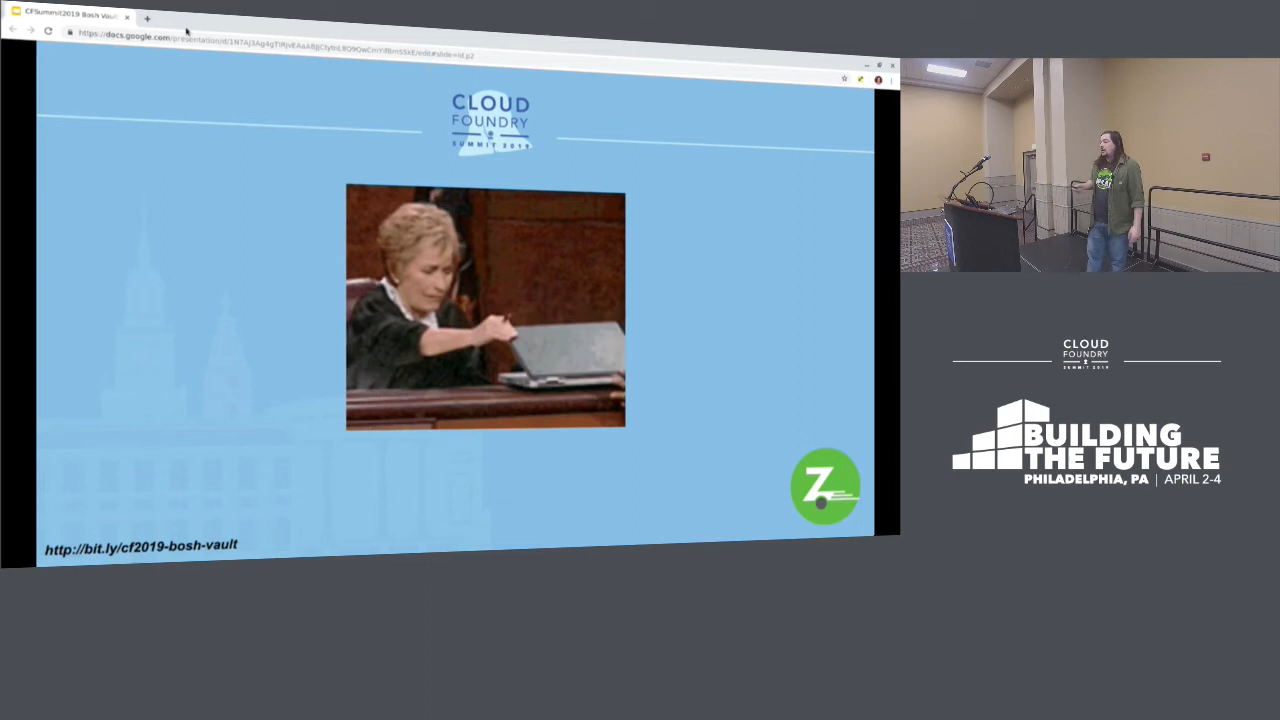 CFSummit2019 Bosh Vaul
CLOUD
FOUNDRY
SUMMIT 2019
Z
http://bit.ly/cf2019-bosh-vault
CLOUD
FOUNDRY
SUMMIT 2019
BUILDING
THE FUTURE
PHILADELPHIA, PA | APRIL 2-4